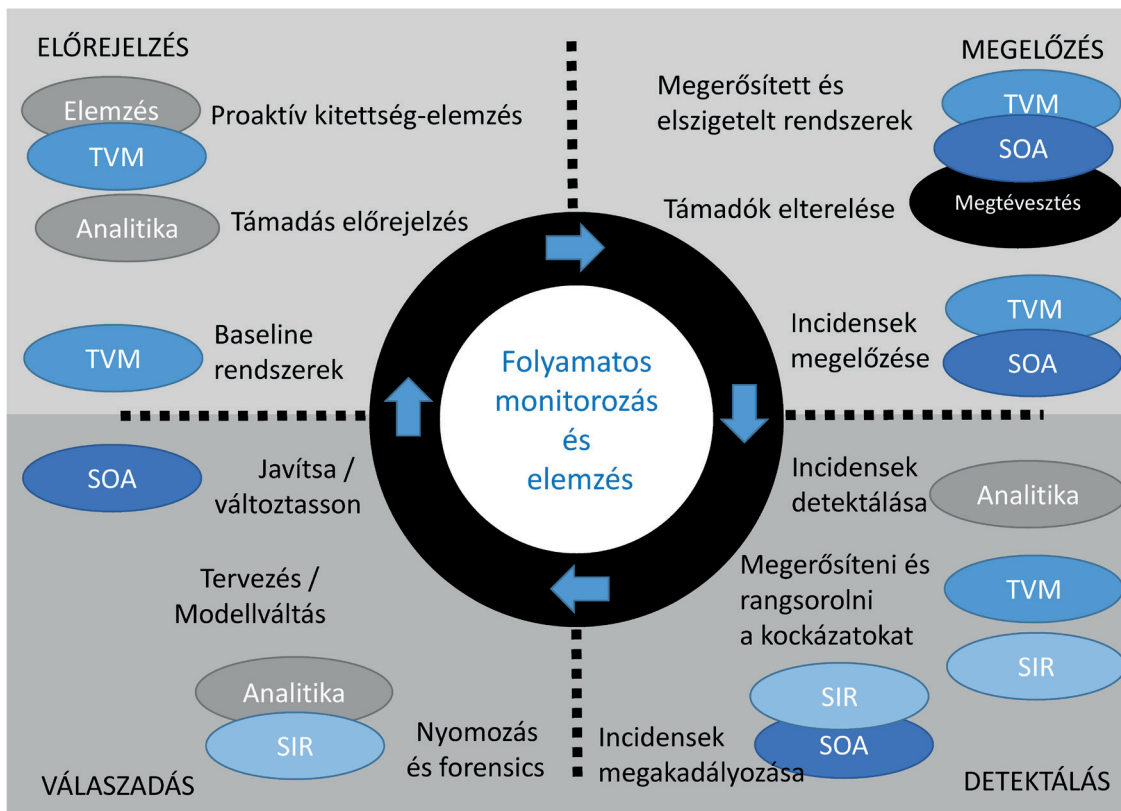 ELŐREJELZÉS
Elemzés
TVM
Proaktív kitettség-elemzés
Analitika
Támadás előrejelzés
TVM
Baseline
rendszerek
MEGELŐZÉS
Megerősített és
elszigetelt rendszerek
TVM
SOA
Megtévesztés
Támadók elterelése
Incidensek
megelőzése
TVM
SOA
Folyamatos
monitorozás
és
elemzés
Incidensek
detektálása
Analitika
Megerősíteni és
rangsorolni
a kockázatokat
TVM
SIR
SIR
SOA
Incidensek
megakadályozása
DETEKTÁLÁS
SOA
Javítsa /
változtasson
Tervezés /
Modellváltás
Analitika
SIR
Nyomozás
és forensics
VÁLASZADÁS